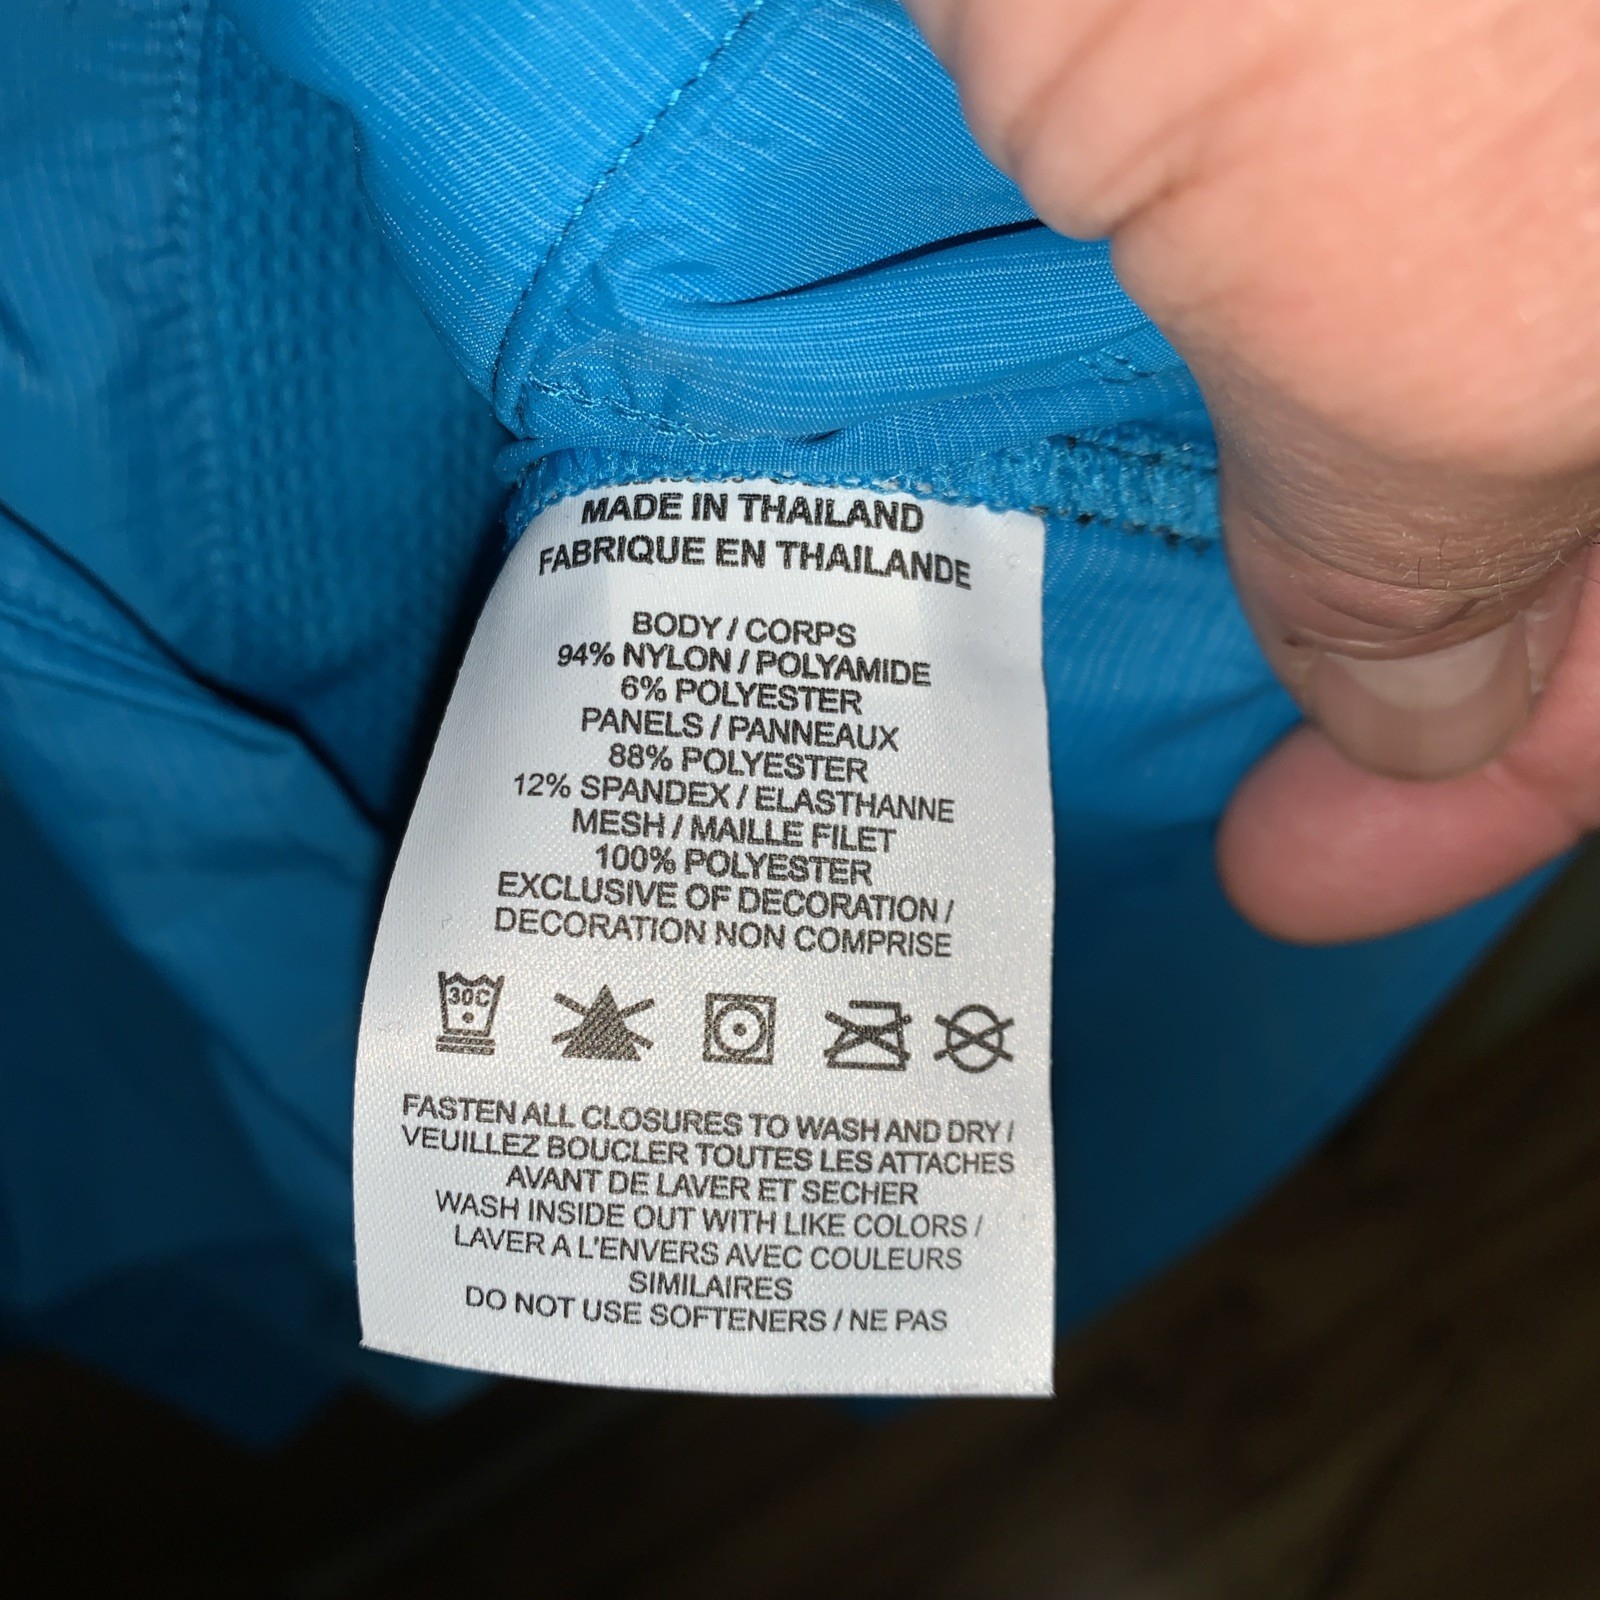 MADE IN THAILAND
FABRIQUE EN THAILANDE
BODY / CORPS
94% NYLON / POLYAMIDE
6% POLYESTER
PANELS / PANNEAUX
88% POLYESTER
12% SPANDEX / ELASTHANNE
MESH / MAILLE FILET
100% POLYESTER
EXCLUSIVE OF DECORATION /
DECORATION NON COMPRISE
30C
FASTEN ALL CLOSURES TO WASH AND DRY /
VEUILLEZ BOUCLER TOUTES LES ATTACHES
AVANT DE LAVER ET SECHER
WASH INSIDE OUT WITH LIKE COLORS /
LAVER A L'ENVERS AVEC COULEURS
SIMILAIRES
DO NOT USE SOFTENERS / NE PAS